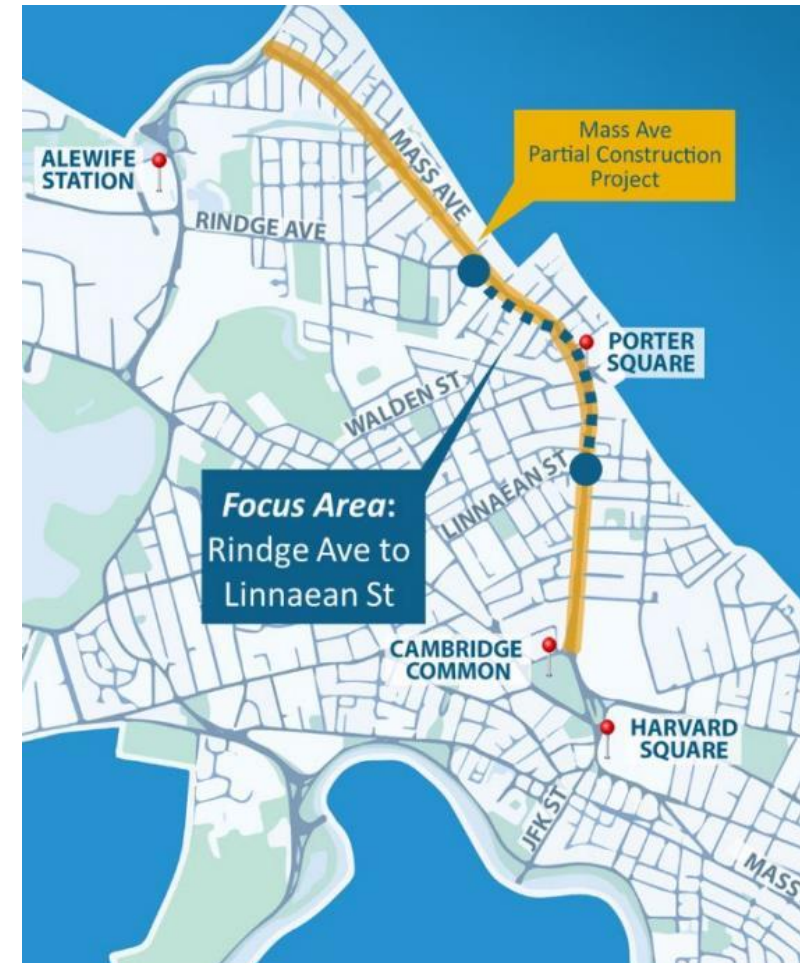 ALEWIFE
STATION
MASS AVE
Mass Ave
Partial Construction
Project
RINDGE AVE
PORTER
SQUARE
WALDEN ST
LINNAEAN ST
Focus Area:
Rindge Ave to
Linnaean St
CAMBRIDGE
COMMON
HARVARD
SQUARE
JFK ST
MASS